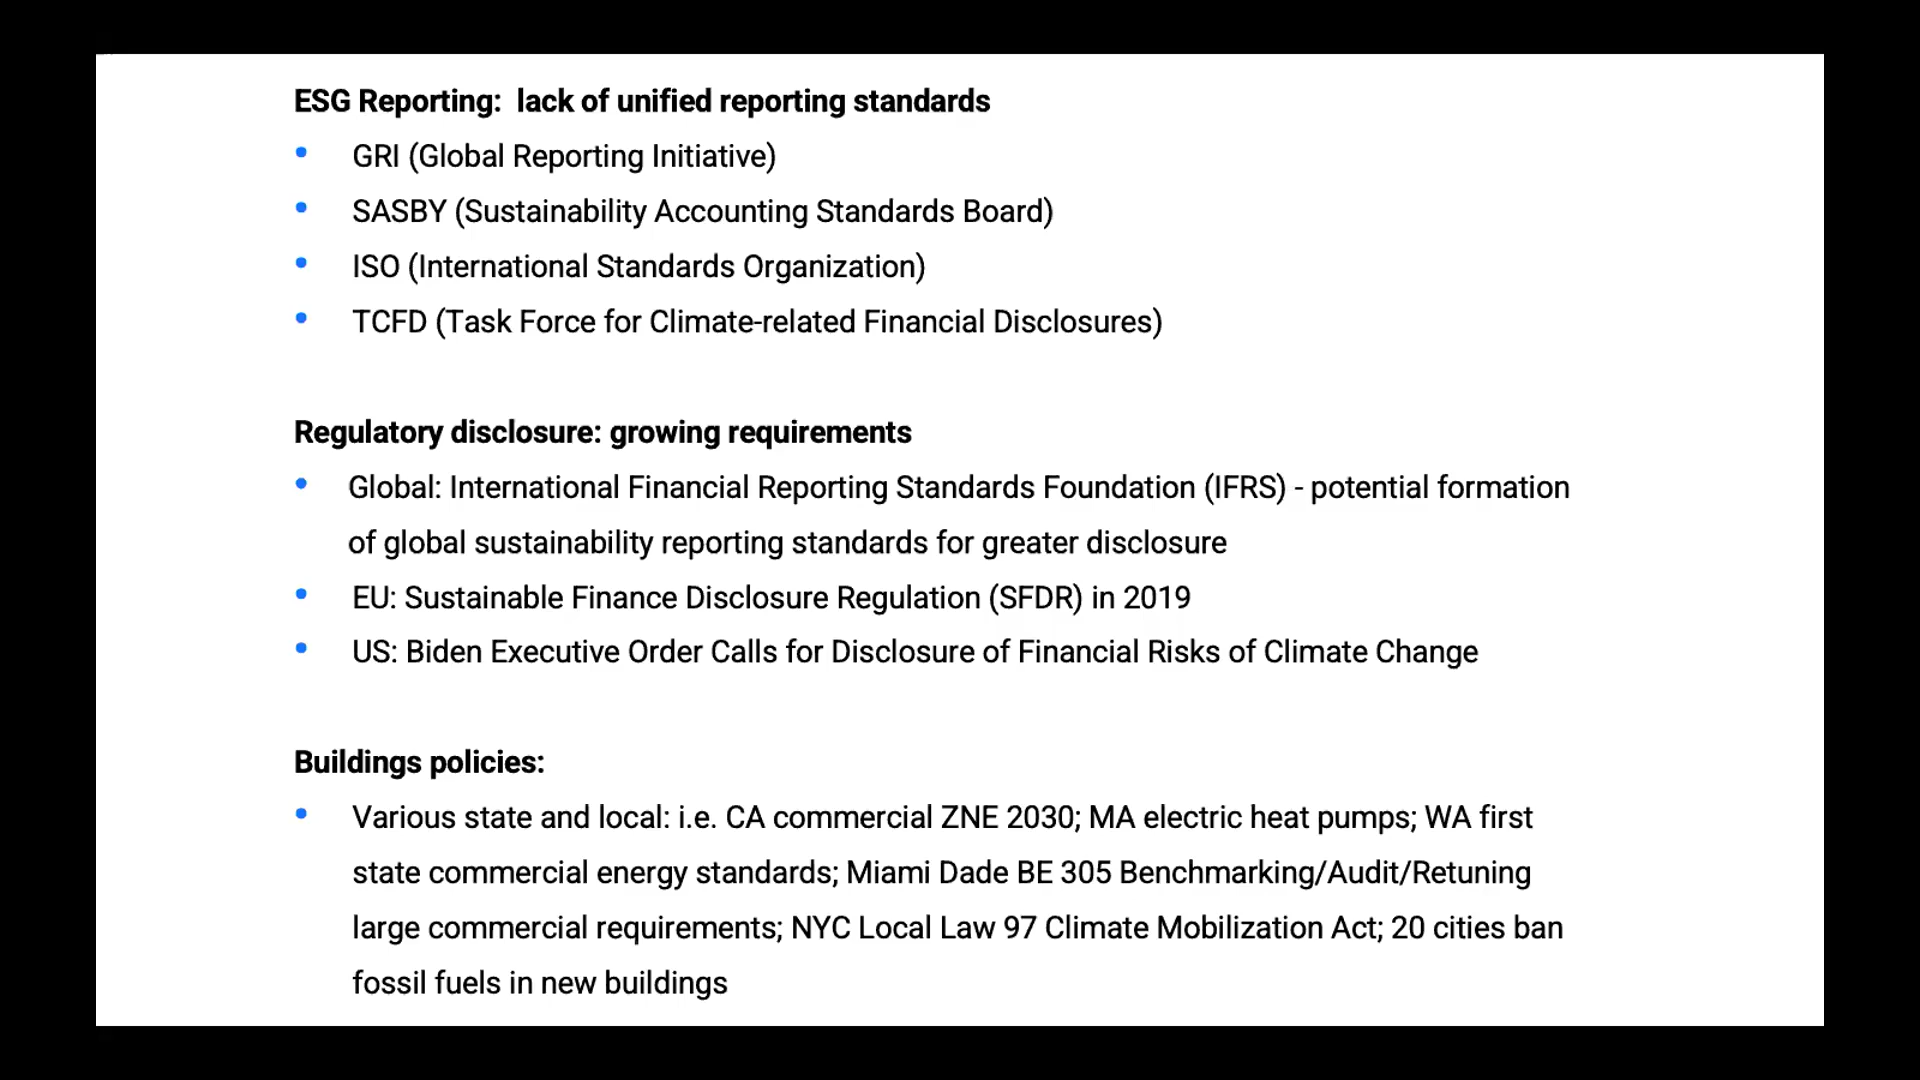 ESG Reporting:  lack of unified reporting standards
• GRI (Global Reporting Initiative)
• SASBY (Sustainability Accounting Standards Board)
• ISO (International Standards Organization)
• TCFD (Task Force for Climate-related Financial Disclosures)
Regulatory disclosure: growing requirements
• Global: International Financial Reporting Standards Foundation (IFRS) - potential formation
of global sustainability reporting standards for greater disclosure
• EU: Sustainable Finance Disclosure Regulation (SFDR) in 2019
• US: Biden Executive Order Calls for Disclosure of Financial Risks of Climate Change
Buildings policies:
• Various state and local: i.e. CA commercial ZNE 2030; MA electric heat pumps; WA first
state commercial energy standards; Miami Dade BE 305 Benchmarking/Audit/Retuning
large commercial requirements; NYC Local Law 97 Climate Mobilization Act; 20 cities ban
fossil fuels in new buildings